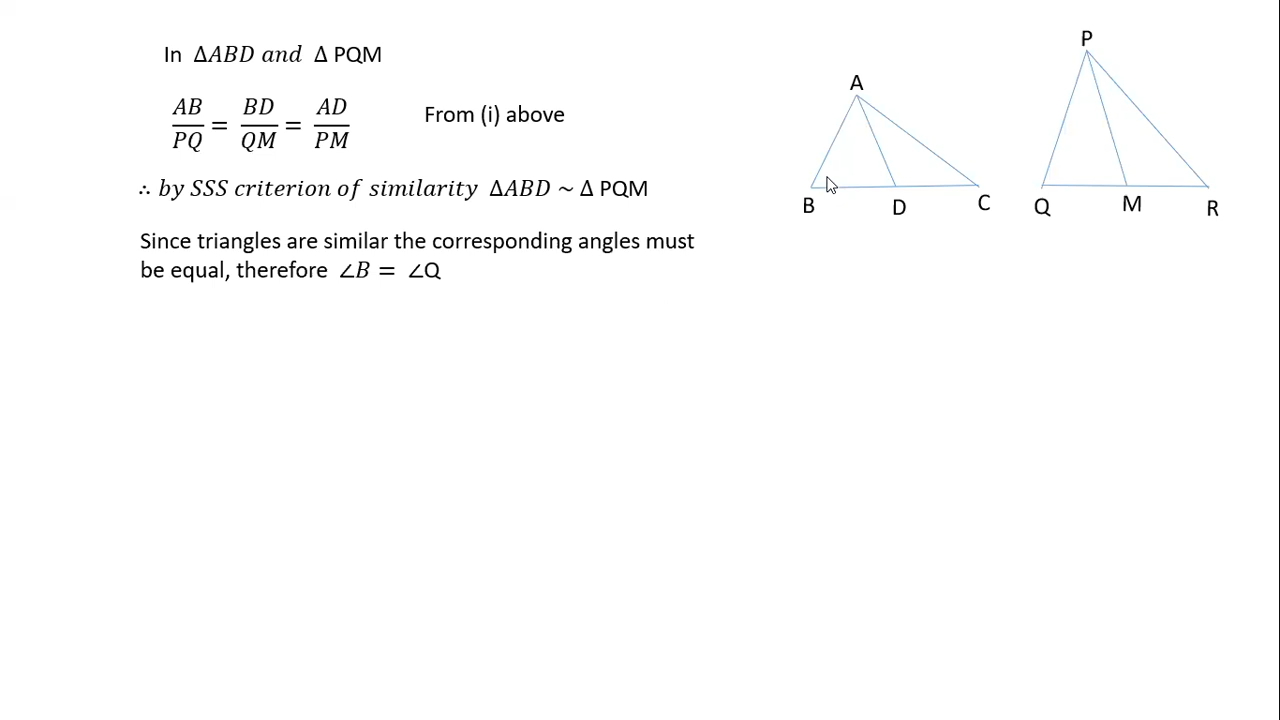 In ΔABD and Δ PQM
AB/PQ = BD/QM = AD/PM From (i) above
∴ by SSS criterion of similarity ΔABD ~ Δ PQM
Since triangles are similar the corresponding angles must
be equal, therefore ∠B = ∠Q
A
B
D
C
P
Q
M
R